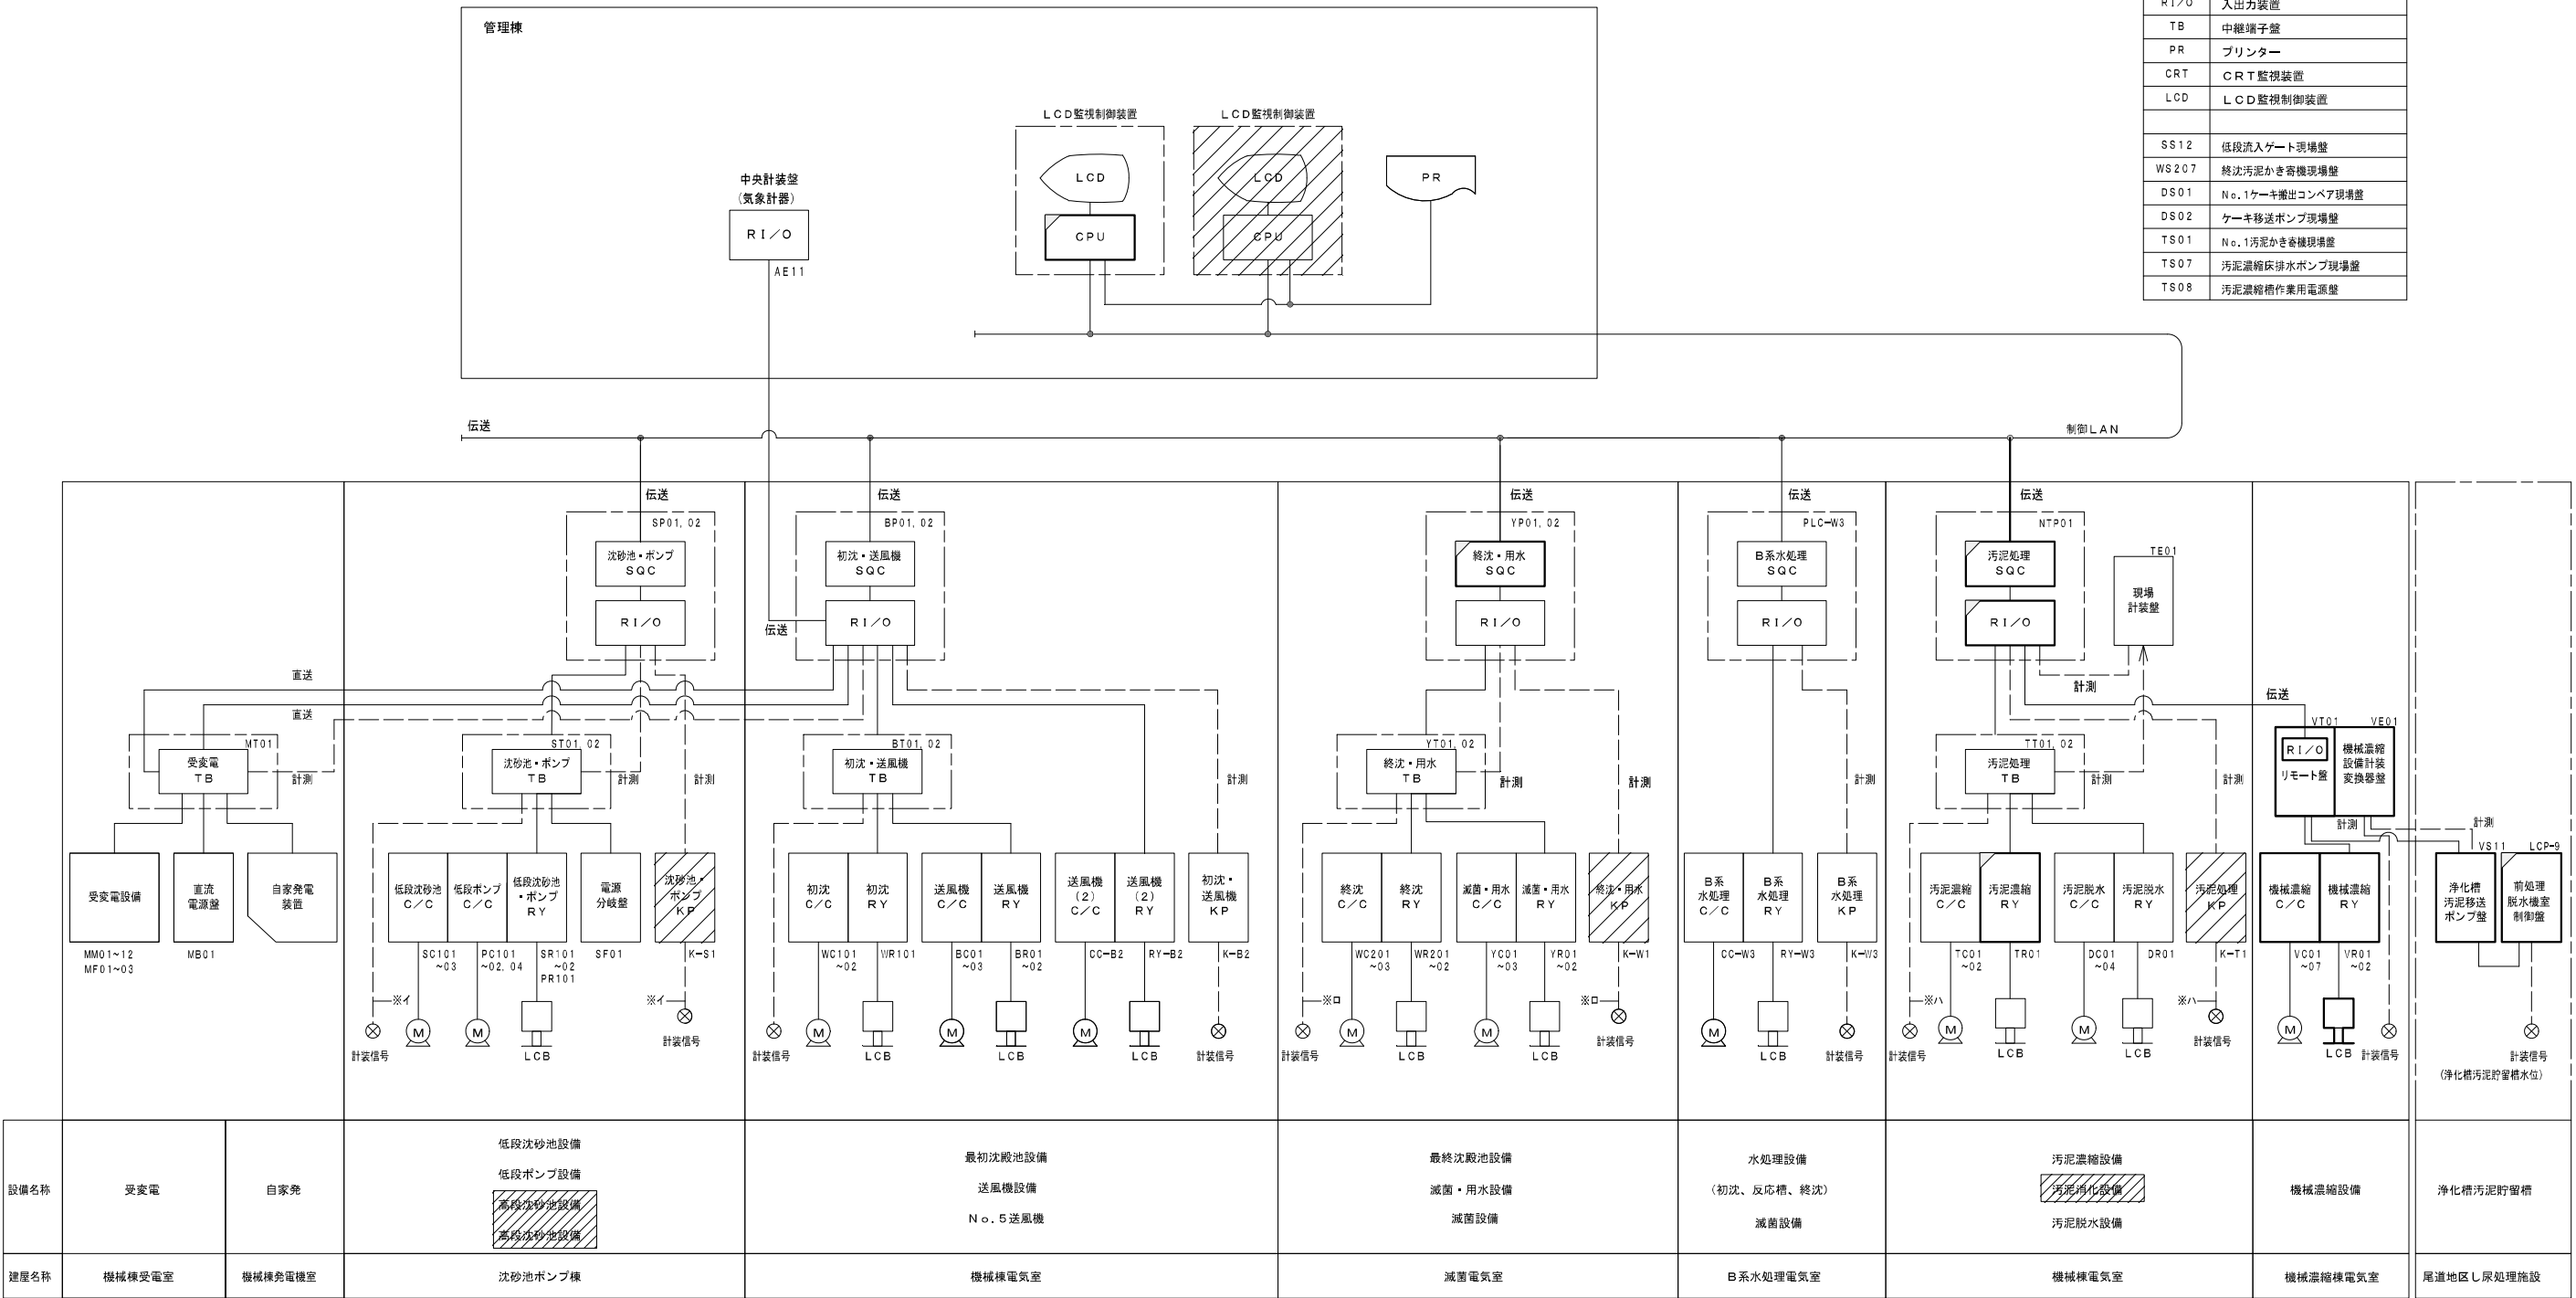 管理棟
RI/O 入出力装置
TB 中継端子盤
PR プリンター
CRT CRT監視装置
LCD LCD監視制御装置
SS12 低段流入ゲート現場盤
WS207 終沈汚泥かき寄機現場盤
DS01 No.1ケーキ搬出コンベア現場盤
DS02 ケーキ移送ポンプ現場盤
TS01 No.1汚泥かき寄機現場盤
TS07 汚泥濃縮床排水ポンプ現場盤
TS08 汚泥濃縮槽作業用電源盤
LCD監視制御装置
LCD監視制御装置
LCD
LCD
PR
CPU
CPU
中央計装盤
(気象計器)
RI/O
AE11
伝送
制御LAN
伝送
伝送
伝送
伝送
伝送
SP01,02
BP01,02
YP01,02
PLC-W3
NTP01
TE01
沈砂池・ポンプ
SQC
初沈・送風機
SQC
終沈・用水
SQC
B系水処理
SQC
汚泥処理
SQC
現場
計装盤
RI/O
RI/O
RI/O
RI/O
RI/O
伝送
直送
直送
計測
伝送
MT01
ST01,02
BT01,02
YT01,02
TT01,02
VT01
VE01
受変電
TB
沈砂池・ポンプ
TB
初沈・送風機
TB
終沈・用水
TB
汚泥処理
TB
RI/O
リモート盤
機械濃縮
設備計装
変換器盤
計測
計測
計測
計測
計測
計測
計測
計測
計測
計測
計測
VS11
LCP-9
受変電設備
直流
電源盤
自家発電
装置
低段沈砂池
C/C
低段ポンプ
C/C
低段沈砂池
・ポンプ
RY
電源
分岐盤
沈砂池・
ポンプ
KP
初沈
C/C
初沈
RY
送風機
C/C
送風機
RY
送風機
(2)
C/C
送風機
(2)
RY
初沈・
送風機
KP
終沈
C/C
終沈
RY
滅菌・用水
C/C
滅菌・用水
RY
終沈・用水
KP
B系
水処理
C/C
B系
水処理
RY
B系
水処理
KP
汚泥濃縮
C/C
汚泥濃縮
RY
汚泥脱水
C/C
汚泥脱水
RY
汚泥処理
KP
機械濃縮
C/C
機械濃縮
RY
浄化槽
汚泥移送
ポンプ盤
前処理
脱水機室
制御盤
MM01~12
MF01~03
MB01
SC101
~03
PC101
~02,04
SR101
~02
PR101
SF01
K-S1
WC101
~02
WR101
BC01
~03
BR01
~02
CC-B2
RY-B2
K-B2
WC201
~03
WR201
~02
YC01
~03
YR01
~02
K-W1
CC-W3
RY-W3
K-W3
TC01
~02
TR01
DC01
~04
DR01
K-T1
VC01
~07
VR01
~02
※イ
※イ
※ロ
※ロ
※ハ
※ハ
M
M
M
M
M
M
M
M
M
M
M
計装信号
LCB
計装信号
計装信号
LCB
LCB
LCB
計装信号
計装信号
LCB
LCB
計装信号
LCB
計装信号
計装信号
LCB
LCB
計装信号
LCB
計装信号
計装信号
(浄化槽汚泥貯留槽水位)
設備名称
受変電
自家発
低段沈砂池設備
低段ポンプ設備
高段沈砂池設備
高段沈砂池設備
最初沈殿池設備
送風機設備
No.5送風機
最終沈殿池設備
滅菌・用水設備
滅菌設備
水処理設備
(初沈、反応槽、終沈)
滅菌設備
汚泥濃縮設備
汚泥消化設備
汚泥脱水設備
機械濃縮設備
浄化槽汚泥貯留槽
建屋名称
機械棟受電室
機械棟発電機室
沈砂池ポンプ棟
機械棟電気室
滅菌電気室
B系水処理電気室
機械棟電気室
機械濃縮棟電気室
尾道地区し尿処理施設